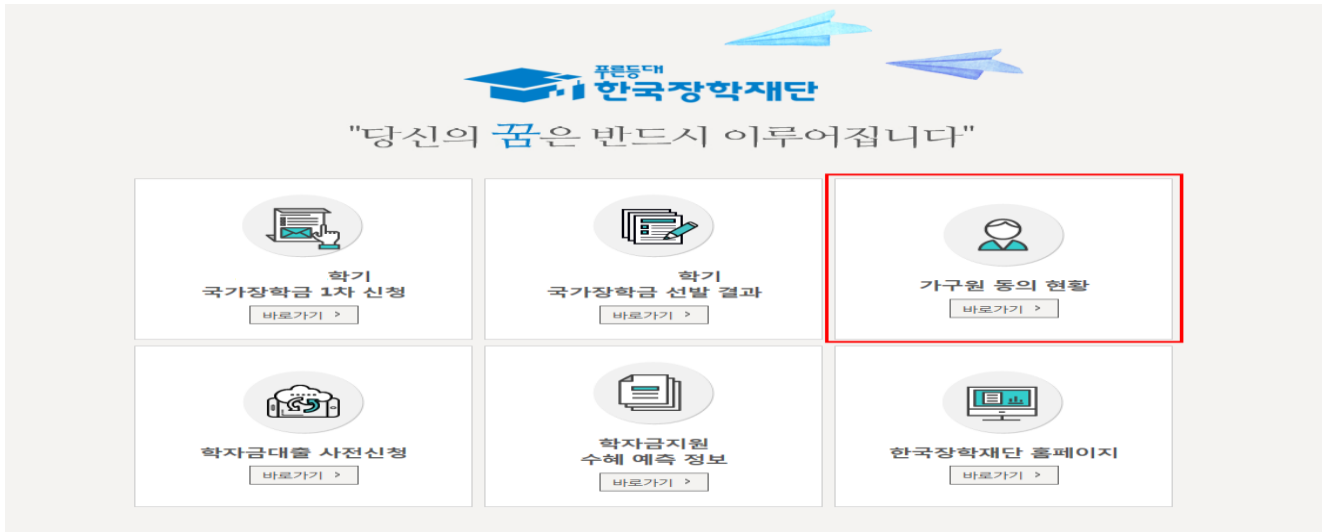 푸른등대
한국장학재단
"당신의 꿈은 반드시 이루어집니다"
학기
국가장학금 1차 신청
바로가기 >
학기
국가장학금 선발 결과
바로가기 >
가구원 동의 현황
바로가기 >
학자금대출 사전신청
바로가기 >
학자금지원
수혜 예측 정보
바로가기 >
한국장학재단 홈페이지
바로가기 >